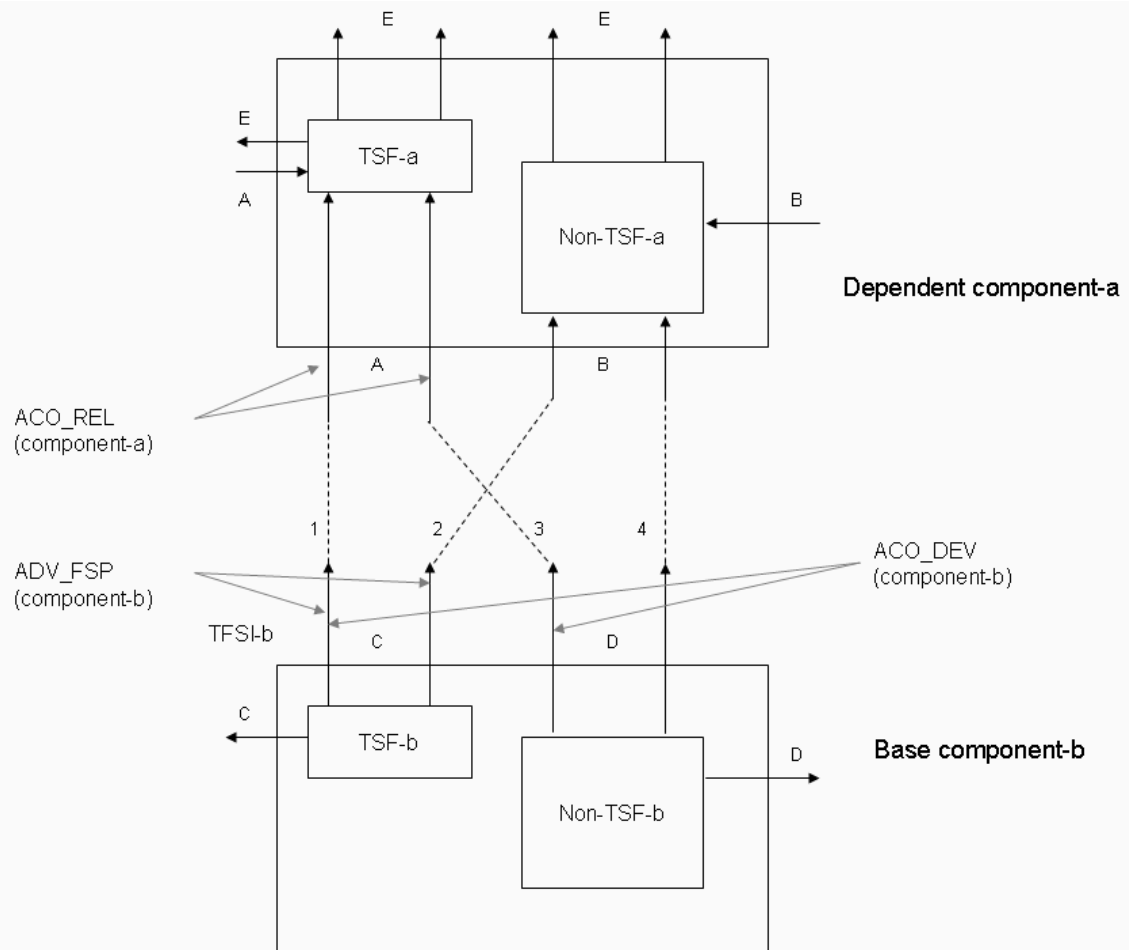 E
E
E
TSF-a
A
Non-TSF-a
B
Dependent component-a
A
B
ACO_REL
(component-a)
1
2
3
4
ADV_FSP
(component-b)
ACO_DEV
(component-b)
TFSI-b
C
D
C
TSF-b
Base component-b
D
Non-TSF-b